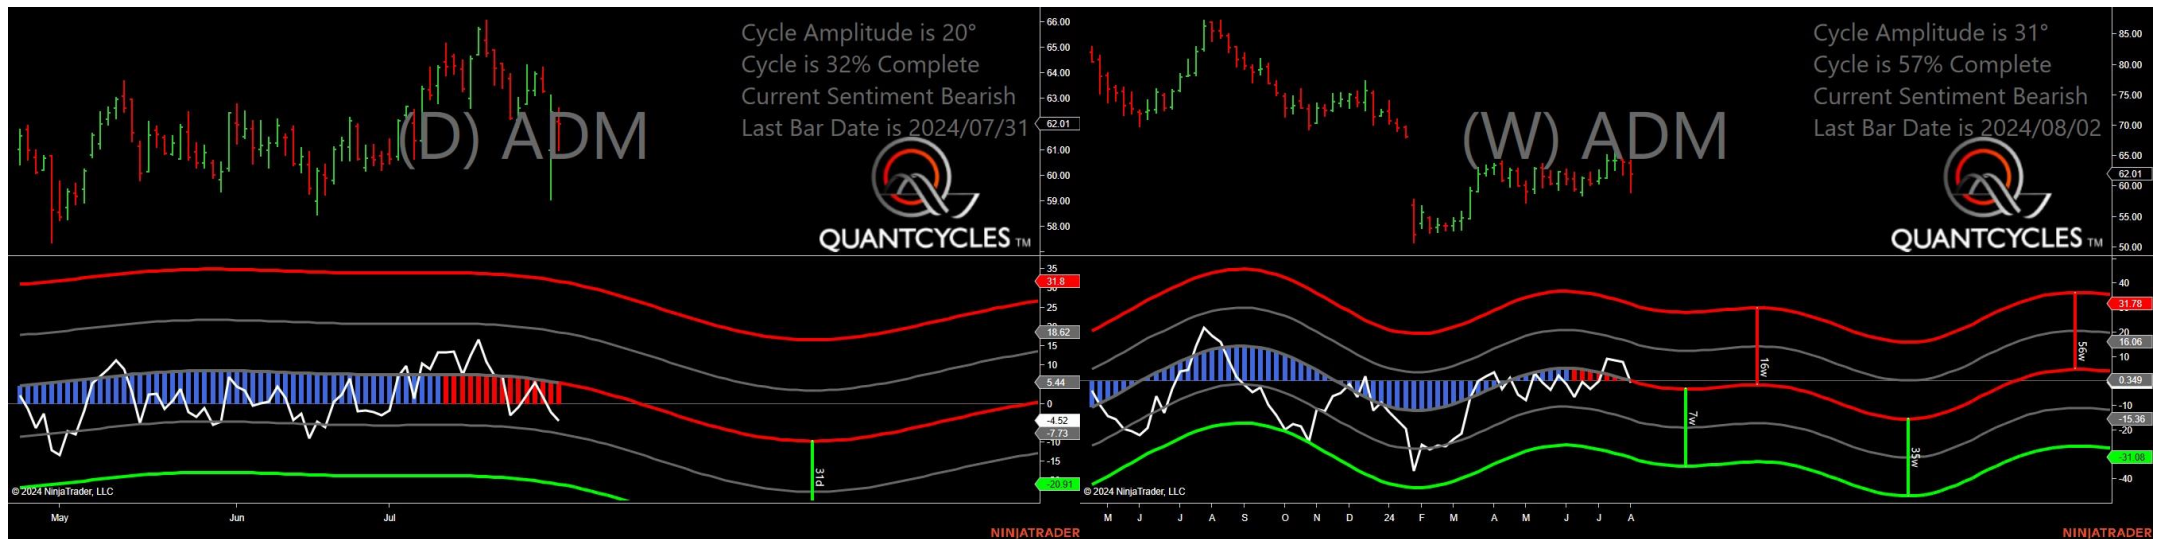 Cycle Amplitude is 20°
Cycle is 32% Complete
Current Sentiment Bearish
Last Bar Date is 2024/07/31
(D) ADM
QUANTCYCLES TM
66.00
65.00
64.00
63.00
62.01
61.00
60.00
59.00
58.00
35
31.8
25
18.62
15
10
5.44
0
-4.52
-7.73
-10
-15
-20.91
31d
© 2024 NinjaTrader, LLC
May Jun Jul
NINJATRADER
Cycle Amplitude is 31°
Cycle is 57% Complete
Current Sentiment Bearish
Last Bar Date is 2024/08/02
(W) ADM
QUANTCYCLES TM
85.00
80.00
75.00
70.00
65.00
62.01
60.00
55.00
50.00
40
31.78
20
16.06
10
0.349
-10
-15.36
-20
-31.08
-40
7w
16w
35w
56w
© 2024 NinjaTrader, LLC
M J J A S O N D 24 F M A M J J A
NINJATRADER